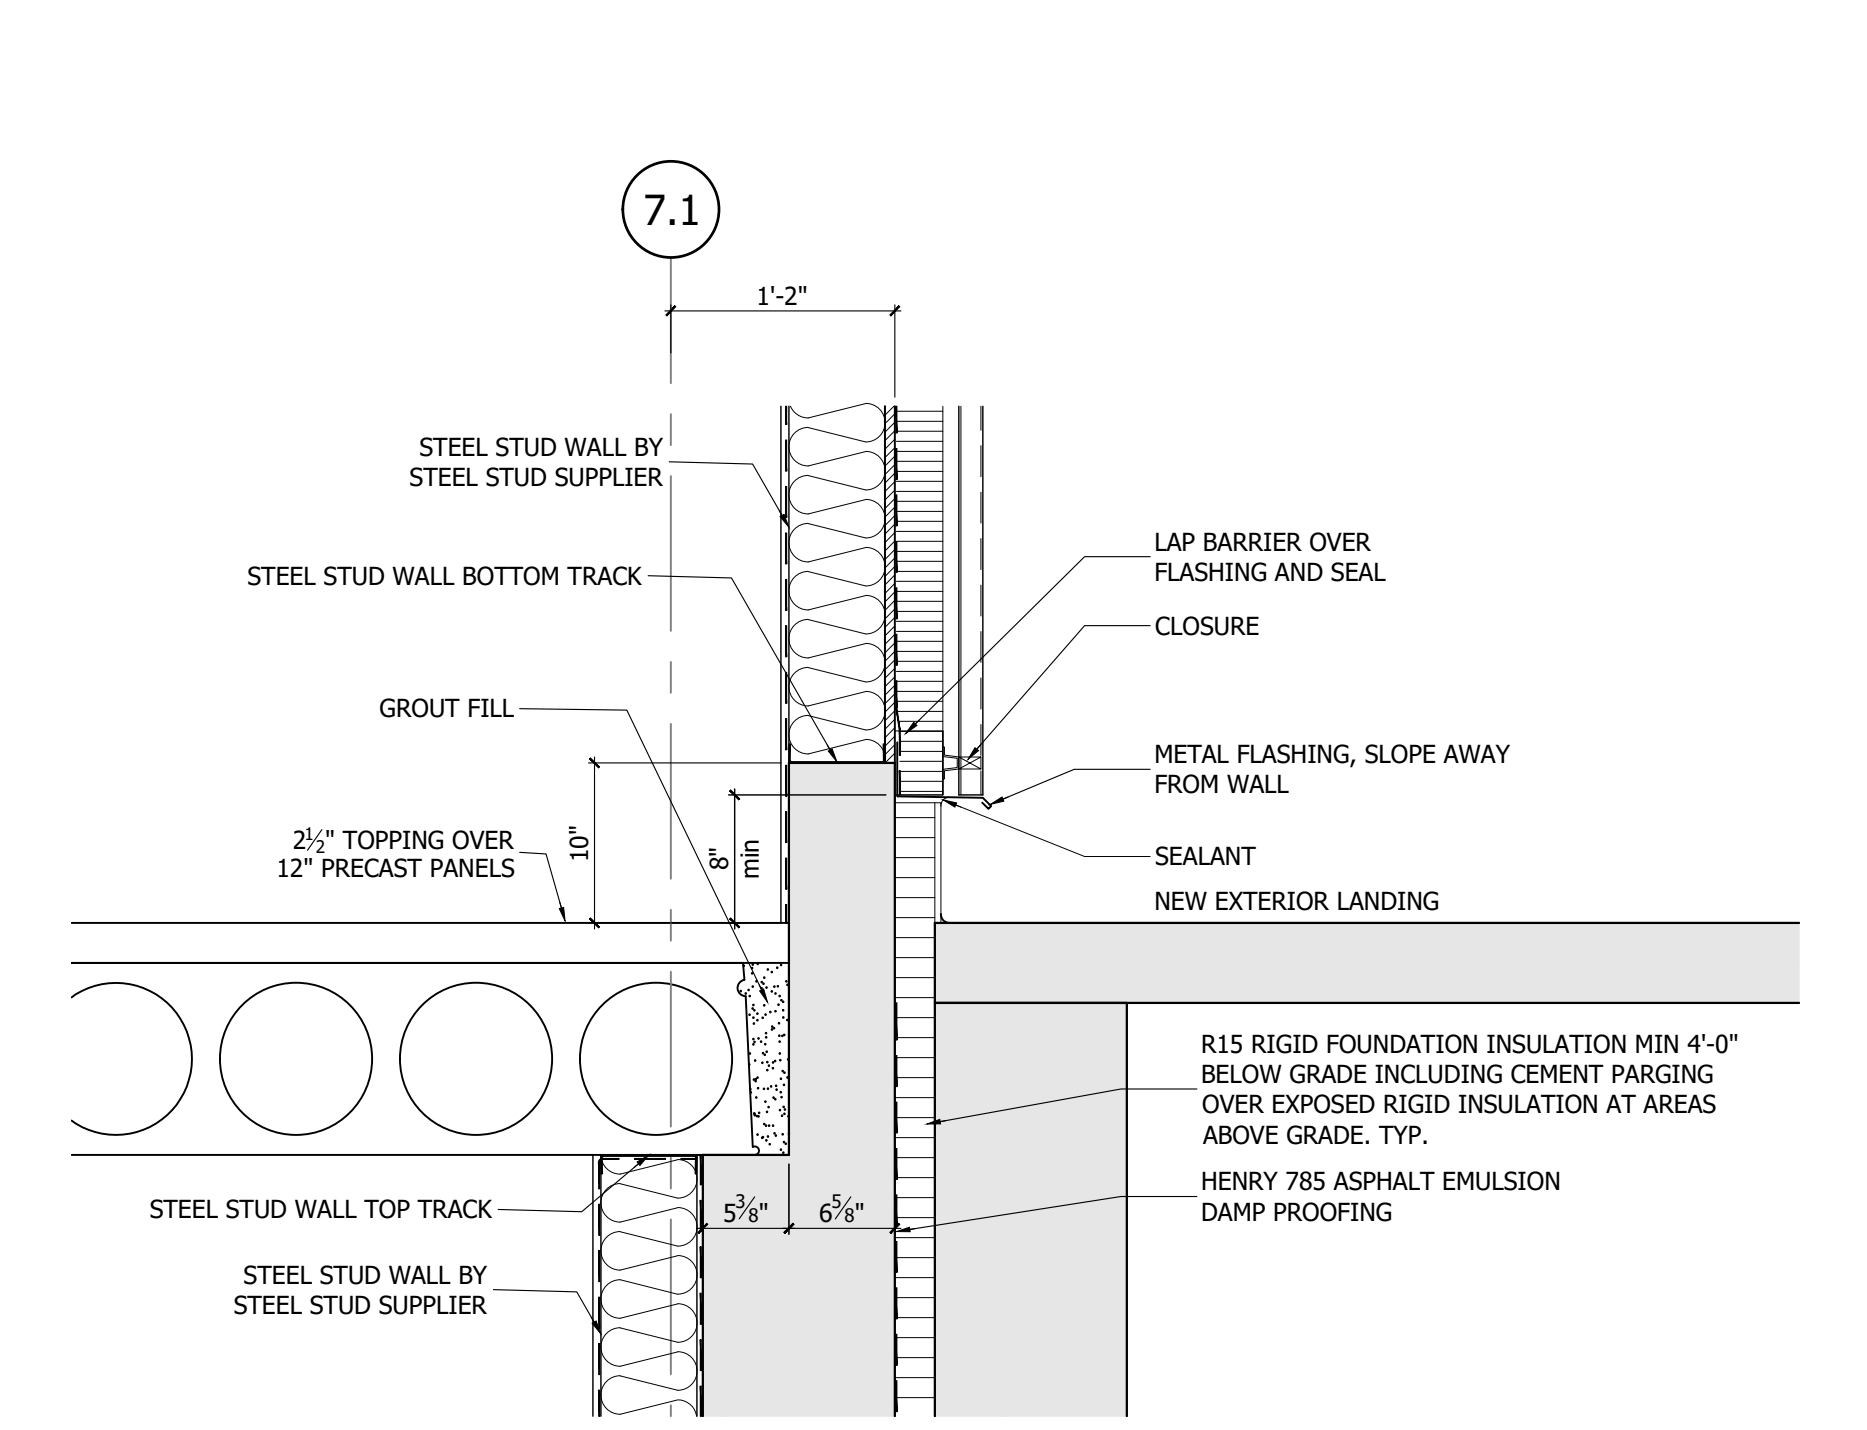 7.1
1'-2"
STEEL STUD WALL BY
STEEL STUD SUPPLIER
LAP BARRIER OVER
FLASHING AND SEAL
STEEL STUD WALL BOTTOM TRACK
CLOSURE
GROUT FILL
METAL FLASHING, SLOPE AWAY
FROM WALL
2½" TOPPING OVER
12" PRECAST PANELS
10"
8"
min
SEALANT
NEW EXTERIOR LANDING
R15 RIGID FOUNDATION INSULATION MIN 4'-0"
BELOW GRADE INCLUDING CEMENT PARGING
OVER EXPOSED RIGID INSULATION AT AREAS
ABOVE GRADE. TYP.
HENRY 785 ASPHALT EMULSION
DAMP PROOFING
STEEL STUD WALL TOP TRACK
5⅜"
6⅝"
STEEL STUD WALL BY
STEEL STUD SUPPLIER